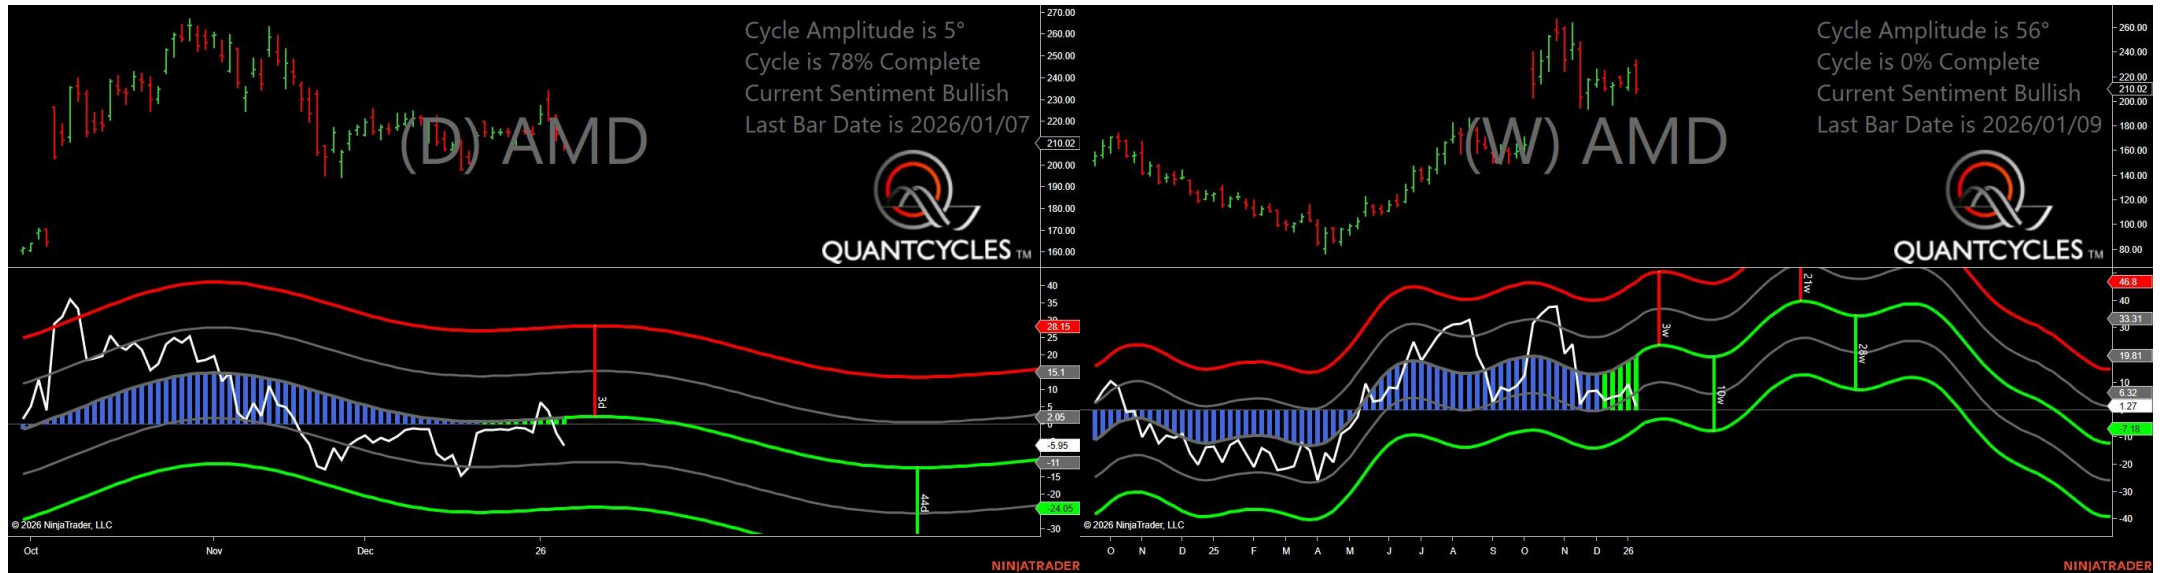 Cycle Amplitude is 5°
Cycle is 78% Complete
Current Sentiment Bullish
Last Bar Date is 2026/01/07
(D) AMD
QUANTCYCLES TM
270.00
260.00
250.00
240.00
230.00
220.00
210.02
200.00
190.00
180.00
170.00
160.00
40
35
28.15
25
20
15.1
10
5
2.05
0
-5.95
-11
-15
-20
-24.05
-30
3d
44d
© 2026 NinjaTrader, LLC
Oct Nov Dec 26
NINJATRADER
Cycle Amplitude is 56°
Cycle is 0% Complete
Current Sentiment Bullish
Last Bar Date is 2026/01/09
(W) AMD
QUANTCYCLES TM
260.00
240.00
220.00
210.02
200.00
180.00
160.00
140.00
120.00
100.00
80.00
46.8
40
33.31
30
19.81
10
6.32
1.27
-7.18
-10
-20
-30
-40
3w
10w
21w
28w
© 2026 NinjaTrader, LLC
O N D 25 F M A M J J A S O N D 26
NINJATRADER